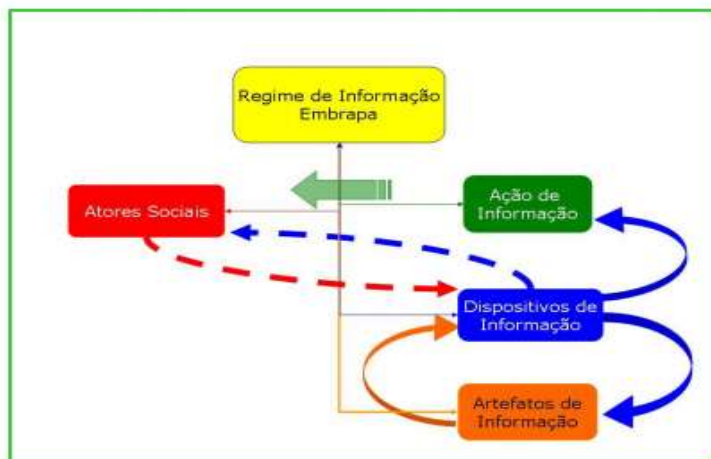 Regime de Informação
Embrapa
Atores Sociais
Ação de
Informação
Dispositivos de
Informação
Artefatos de
Informação